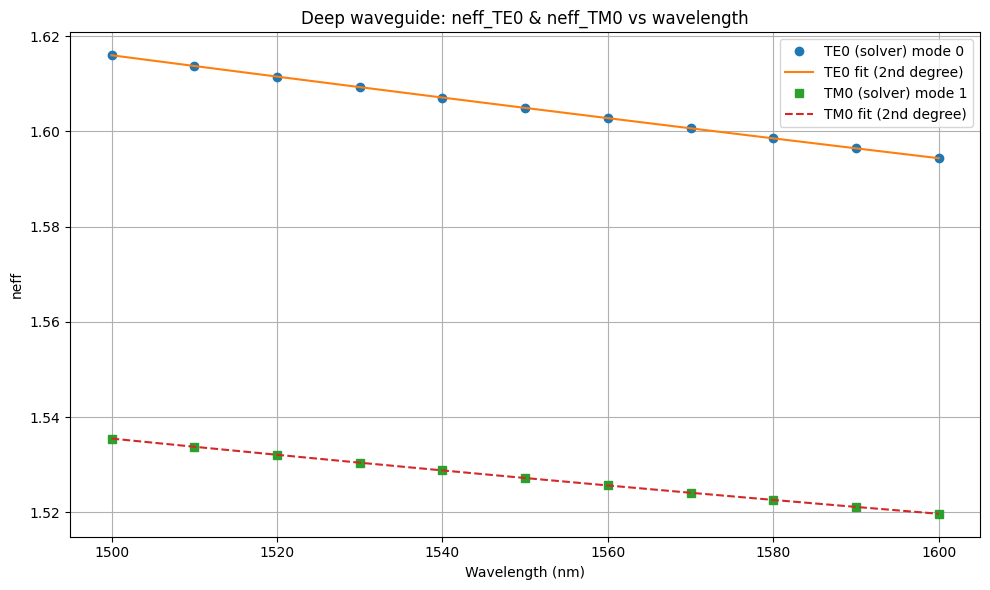 Deep waveguide: neff_TE0 & neff_TM0 vs wavelength
TE0 (solver) mode 0
TE0 fit (2nd degree)
TM0 (solver) mode 1
TM0 fit (2nd degree)
neff
1.62
1.60
1.58
1.56
1.54
1.52
1500 1520 1540 1560 1580 1600
Wavelength (nm)